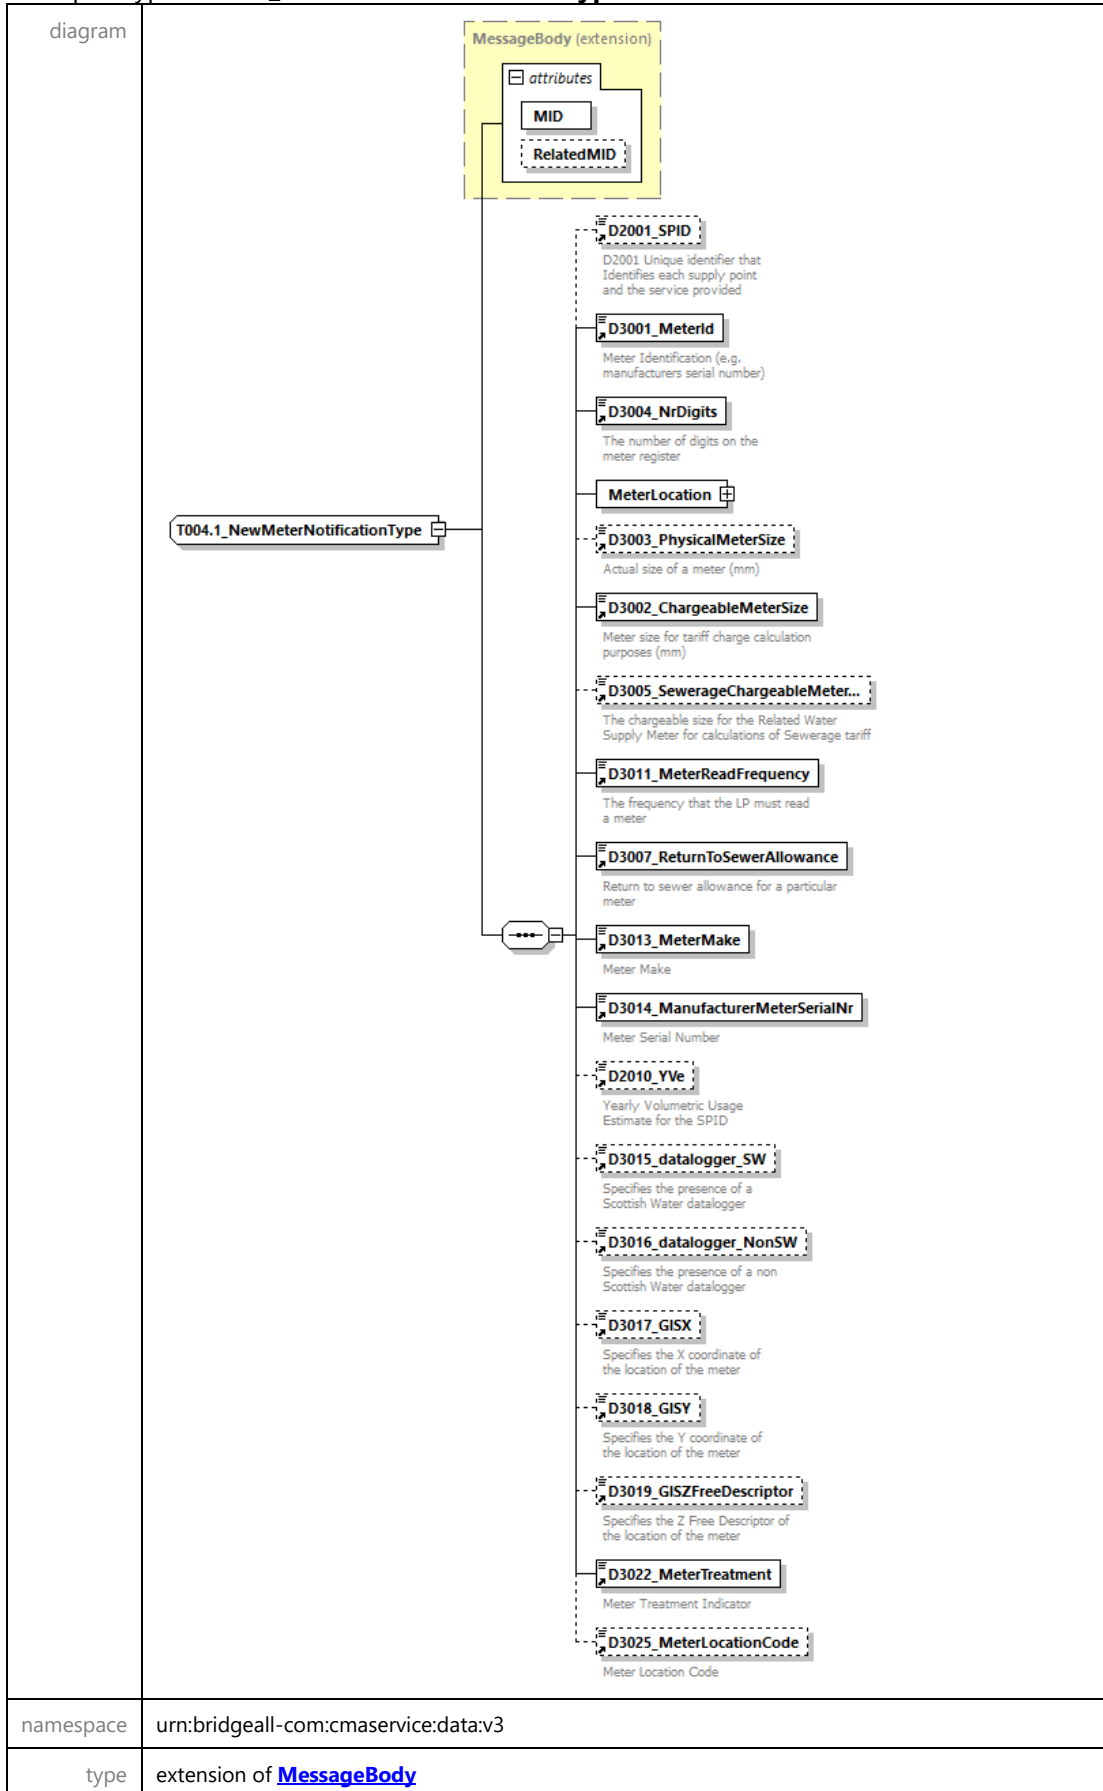 diagram
MessageBody (extension)
attributes
MID
RelatedMID
D2001_SPID
D2001 Unique identifier that
Identifies each supply point
and the service provided
D3001_MeterId
Meter Identification (e.g.
manufacturers serial number)
D3004_NrDigits
The number of digits on the
meter register
MeterLocation
T004.1_NewMeterNotificationType
D3003_PhysicalMeterSize
Actual size of a meter (mm)
D3002_ChargeableMeterSize
Meter size for tariff charge calculation
purposes (mm)
D3005_SewerageChargeableMeter...
The chargeable size for the Related Water
Supply Meter for calculations of Sewerage tariff
D3011_MeterReadFrequency
The frequency that the LP must read
a meter
D3007_ReturnToSewerAllowance
Return to sewer allowance for a particular
meter
D3013_MeterMake
Meter Make
D3014_ManufacturerMeterSerialNr
Meter Serial Number
D2010_YVe
Yearly Volumetric Usage
Estimate for the SPID
D3015_datalogger_SW
Specifies the presence of a
Scottish Water datalogger
D3016_datalogger_NonSW
Specifies the presence of a non
Scottish Water datalogger
D3017_GISX
Specifies the X coordinate of
the location of the meter
D3018_GISY
Specifies the Y coordinate of
the location of the meter
D3019_GISZFreeDescriptor
Specifies the Z Free Descriptor of
the location of the meter
D3022_MeterTreatment
Meter Treatment Indicator
D3025_MeterLocationCode
Meter Location Code
namespace urn:bridgeall-com:cmaservice:data:v3
type extension of MessageBody